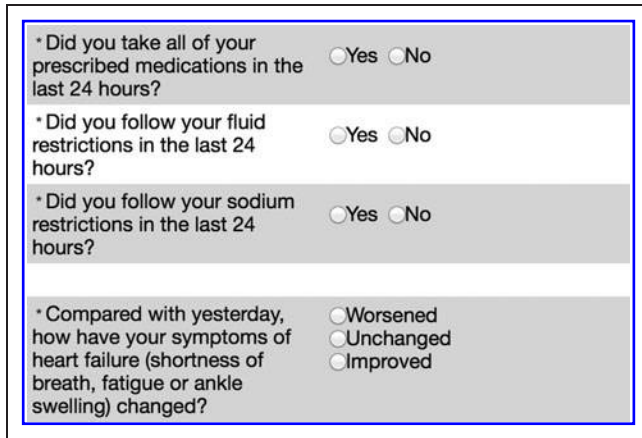 * Did you take all of your
prescribed medications in the
last 24 hours?
Yes No
* Did you follow your fluid
restrictions in the last 24
hours?
Yes No
* Did you follow your sodium
restrictions in the last 24
hours?
Yes No
* Compared with yesterday,
how have your symptoms of
heart failure (shortness of
breath, fatigue or ankle
swelling) changed?
Worsened
Unchanged
Improved